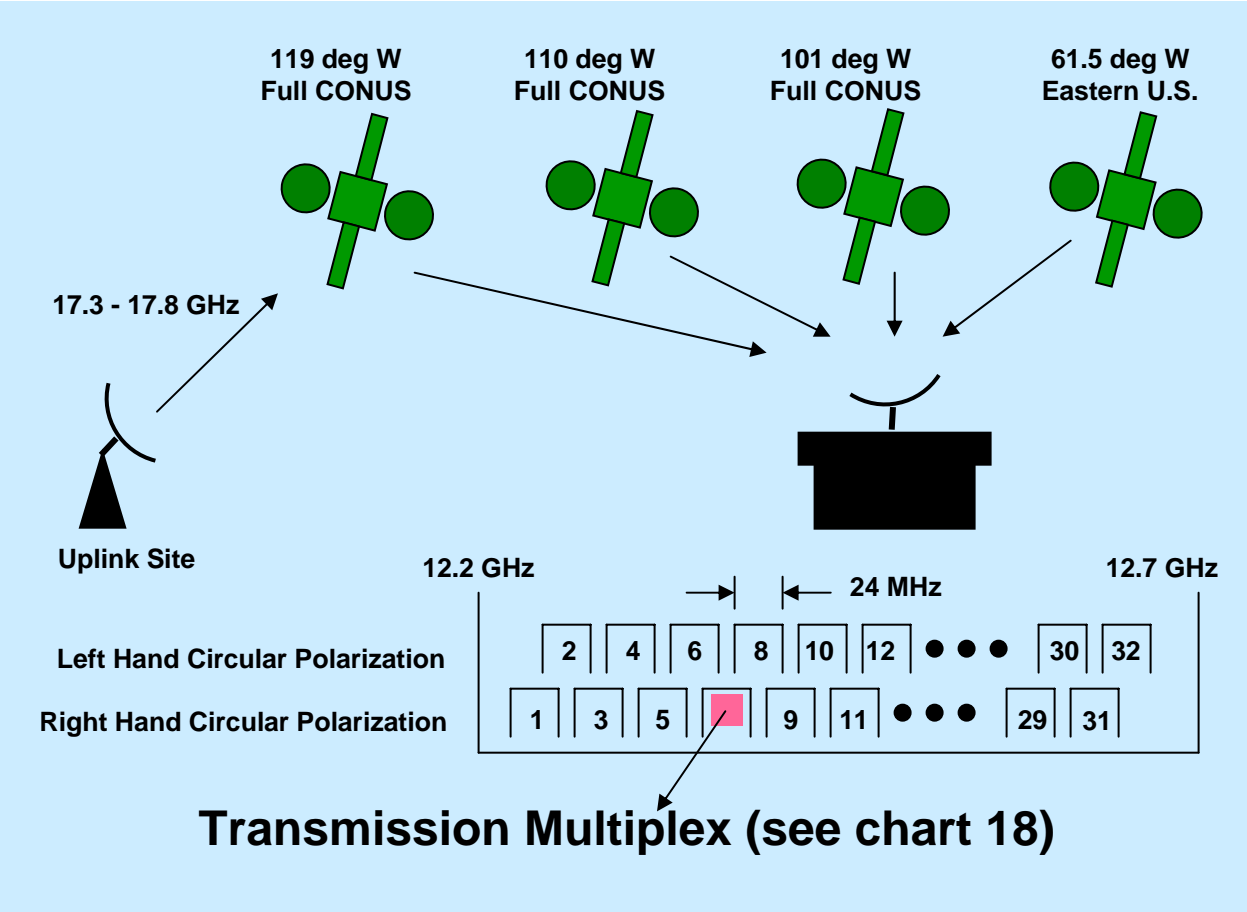 119 deg W
Full CONUS
110 deg W
Full CONUS
101 deg W
Full CONUS
61.5 deg W
Eastern U.S.
17.3 - 17.8 GHz
Uplink Site
12.2 GHz
12.7 GHz
24 MHz
Left Hand Circular Polarization
2 4 6 8 10 12 ● ● ● 30 32
Right Hand Circular Polarization
1 3 5 9 11 ● ● ● 29 31
Transmission Multiplex (see chart 18)